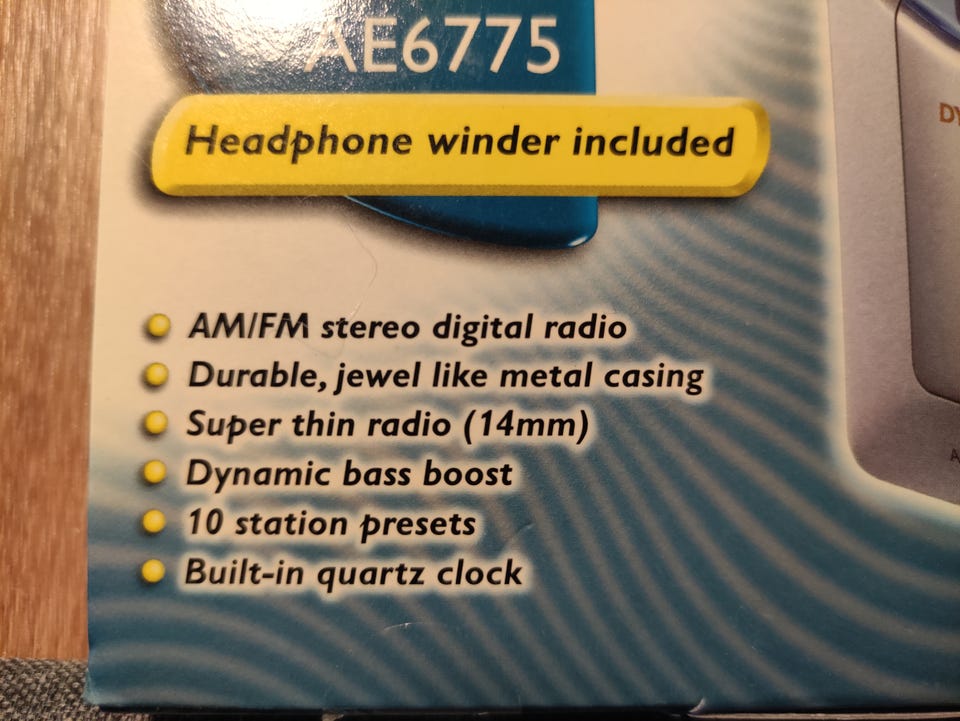 AE6775
Headphone winder included
AM/FM stereo digital radio
Durable, jewel like metal casing
Super thin radio (14mm)
Dynamic bass boost
10 station presets
Built-in quartz clock
DY
A